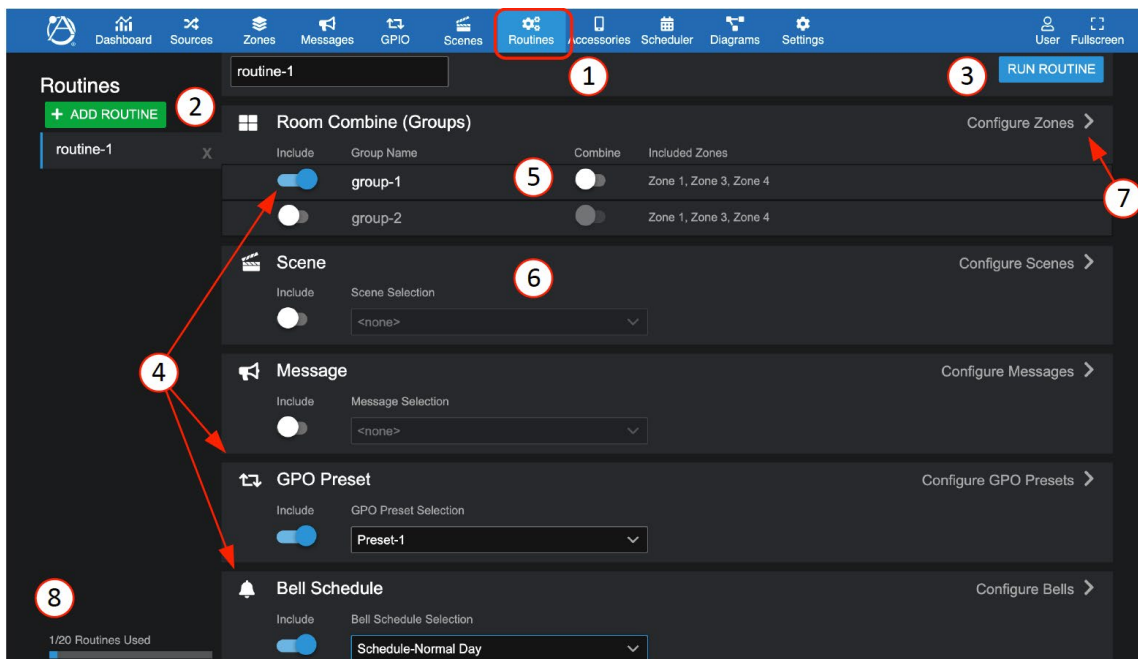 Dashboard Sources Zones Messages GPIO Scenes Routines Accessories Scheduler Diagrams Settings User Fullscreen
Routines
routine-1
1
3
RUN ROUTINE
+ ADD ROUTINE
2
routine-1
X
Room Combine (Groups)
Configure Zones
Include Group Name Combine Included Zones
group-1
5
Zone 1, Zone 3, Zone 4
7
group-2
Zone 1, Zone 3, Zone 4
Scene
6
Configure Scenes
Include Scene Selection
<none>
4
Message
Configure Messages
Include Message Selection
<none>
GPO Preset
Configure GPO Presets
Include GPO Preset Selection
Preset-1
Bell Schedule
Configure Bells
8
Include Bell Schedule Selection
1/20 Routines Used
Schedule-Normal Day